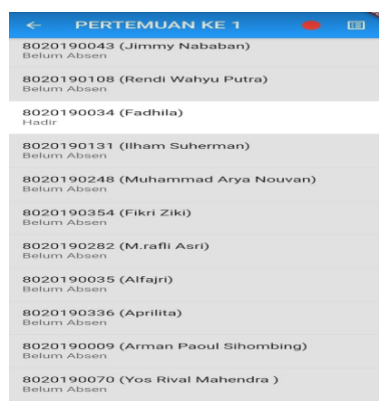 PERTEMUAN KE 1
8020190043 (Jimmy Nababan)
Belum Absen
8020190108 (Rendi Wahyu Putra)
Belum Absen
8020190034 (Fadhila)
Hadir
8020190131 (Ilham Suherman)
Belum Absen
8020190248 (Muhammad Arya Nouvan)
Belum Absen
8020190354 (Fikri Ziki)
Belum Absen
8020190282 (M.rafli Asri)
Belum Absen
8020190035 (Alfajri)
Belum Absen
8020190336 (Aprilita)
Belum Absen
8020190009 (Arman Paoul Sihombing)
Belum Absen
8020190070 (Yos Rival Mahendra )
Belum Absen